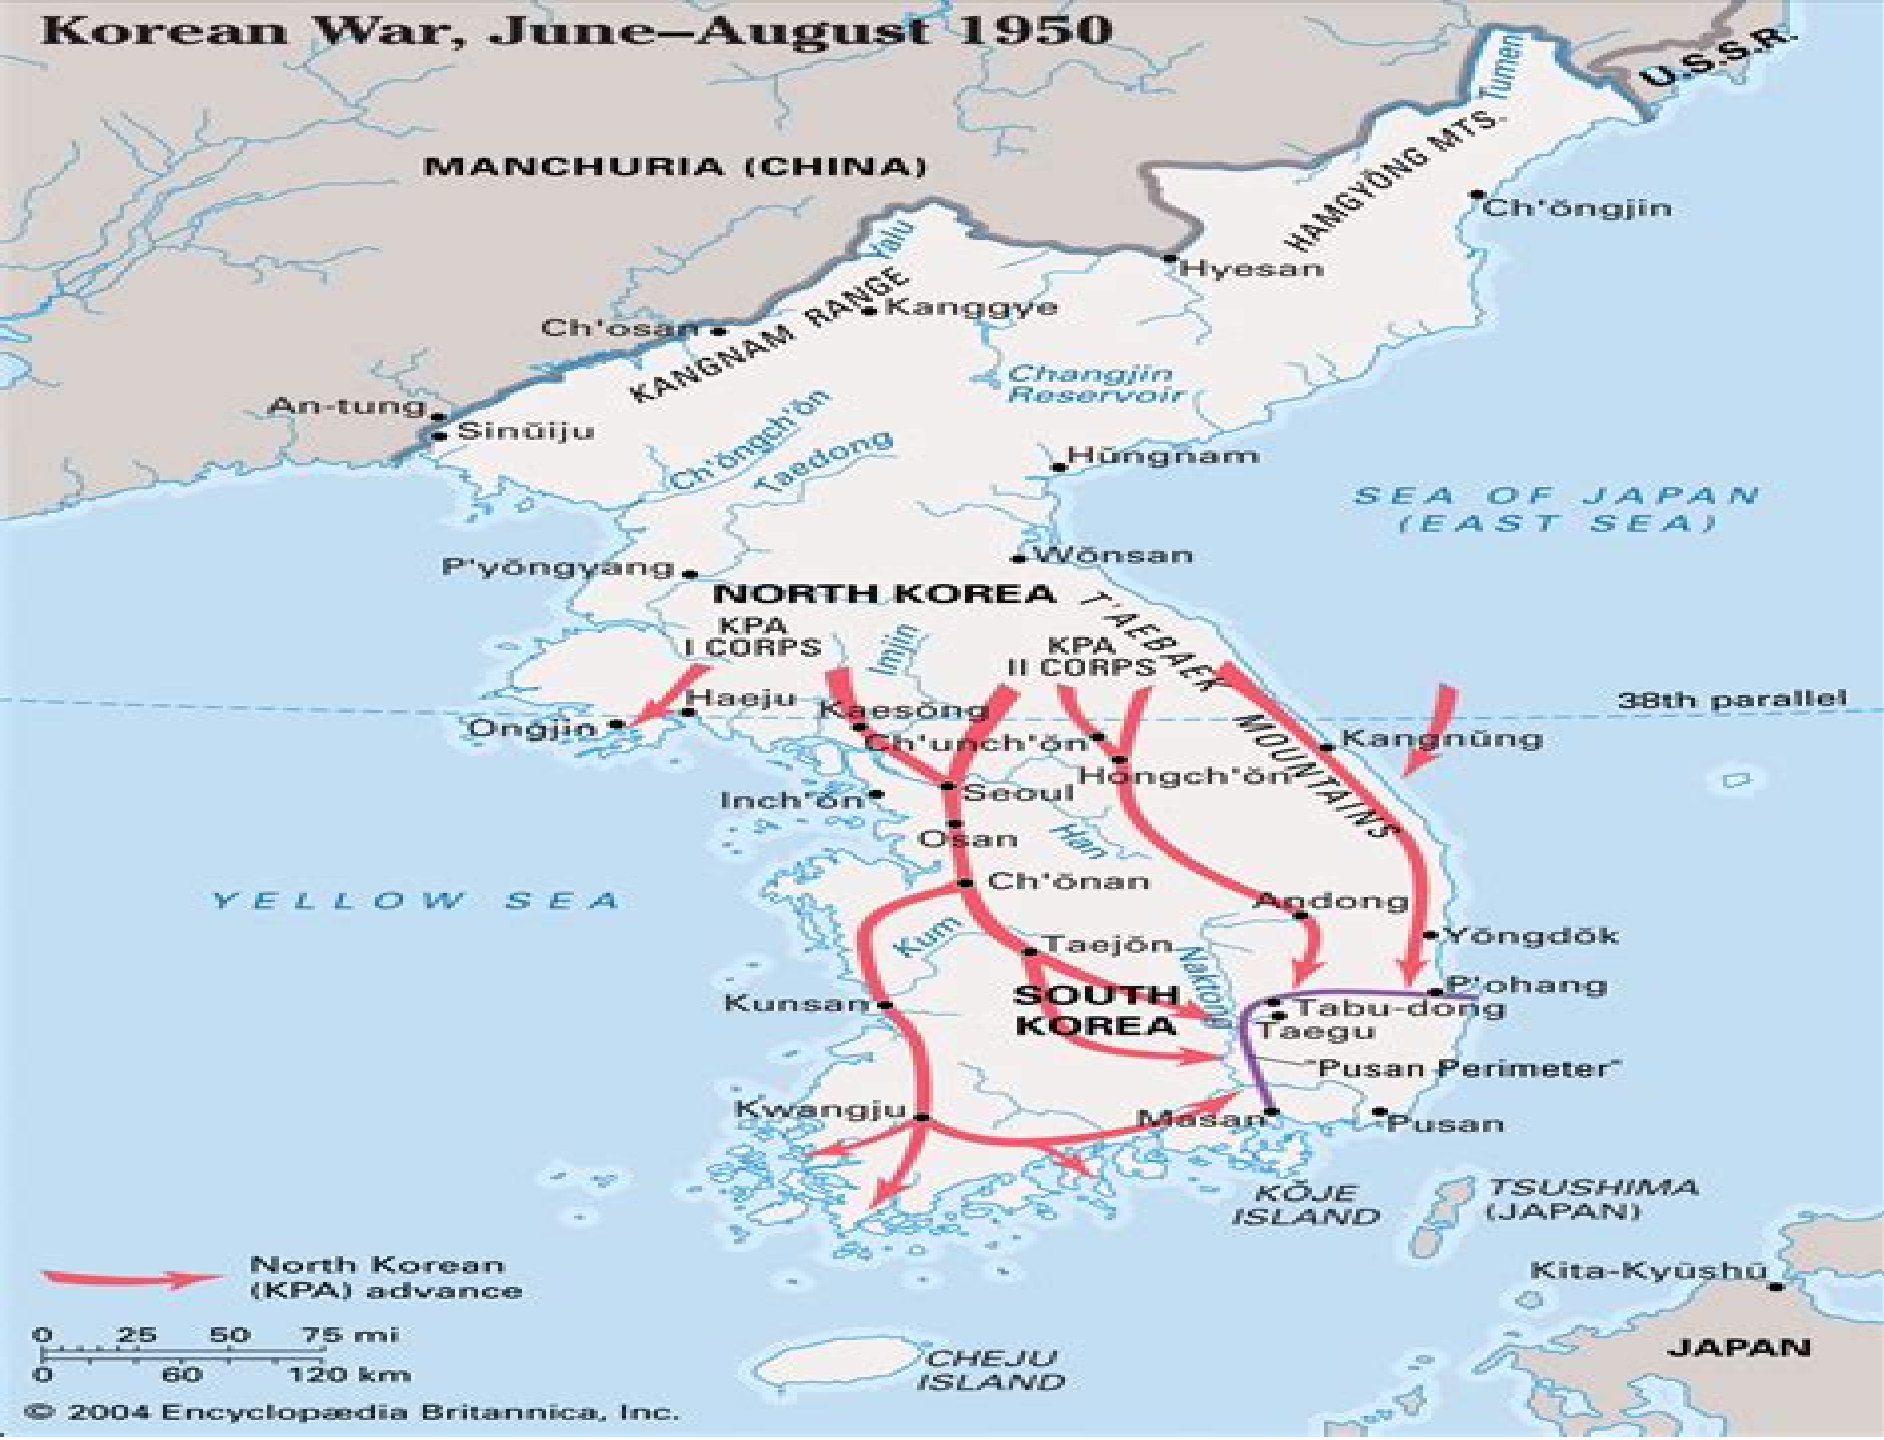 Korean War, June–August 1950
U.S.S.R.
Tumen
MANCHURIA (CHINA)
HAMGYŎNG MTS.
Ch'ŏngjin
Yalu
Hyesan
Kanggye
Ch'osan
KANGNAM RANGE
Changjin
Reservoir
An-tung
Sinŭiju
Ch'ŏngch'ŏn
Taedong
Hŭngnam
SEA OF JAPAN
(EAST SEA)
Wŏnsan
P'yŏngyang
NORTH KOREA
T'AEBAEK MOUNTAINS
KPA
I CORPS
Imjin
KPA
II CORPS
38th parallel
Haeju
Kaesŏng
Ongjin
Ch'unch'ŏn
Kangnŭng
Hongch'ŏn
Inch'ŏn
Seoul
Osan
Han
Ch'ŏnan
YELLOW SEA
Andong
Kum
Taejŏn
Yŏngdŏk
Naktong
P'ohang
Kunsan
SOUTH
KOREA
Tabu-dong
Taegu
"Pusan Perimeter"
Kwangju
Masan
Pusan
KŎJE
ISLAND
TSUSHIMA
(JAPAN)
North Korean
(KPA) advance
Kita-Kyūshū
0 25 50 75 mi
0 60 120 km
JAPAN
CHEJU
ISLAND
© 2004 Encyclopædia Britannica, Inc.